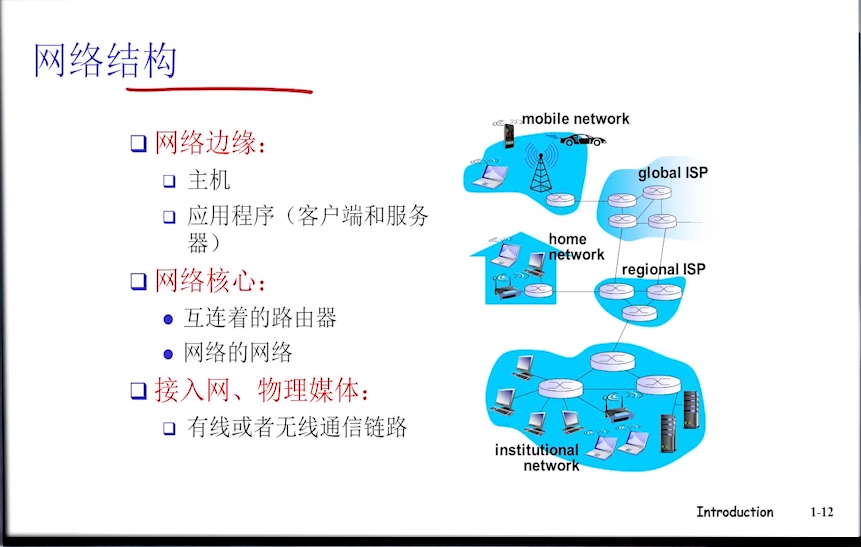 网络结构
网络边缘：
主机
应用程序（客户端和服务
器）
网络核心：
互连着的路由器
网络的网络
接入网、物理媒体：
有线或者无线通信链路
mobile network
global ISP
home
network
regional ISP
institutional
network
Introduction 1-12